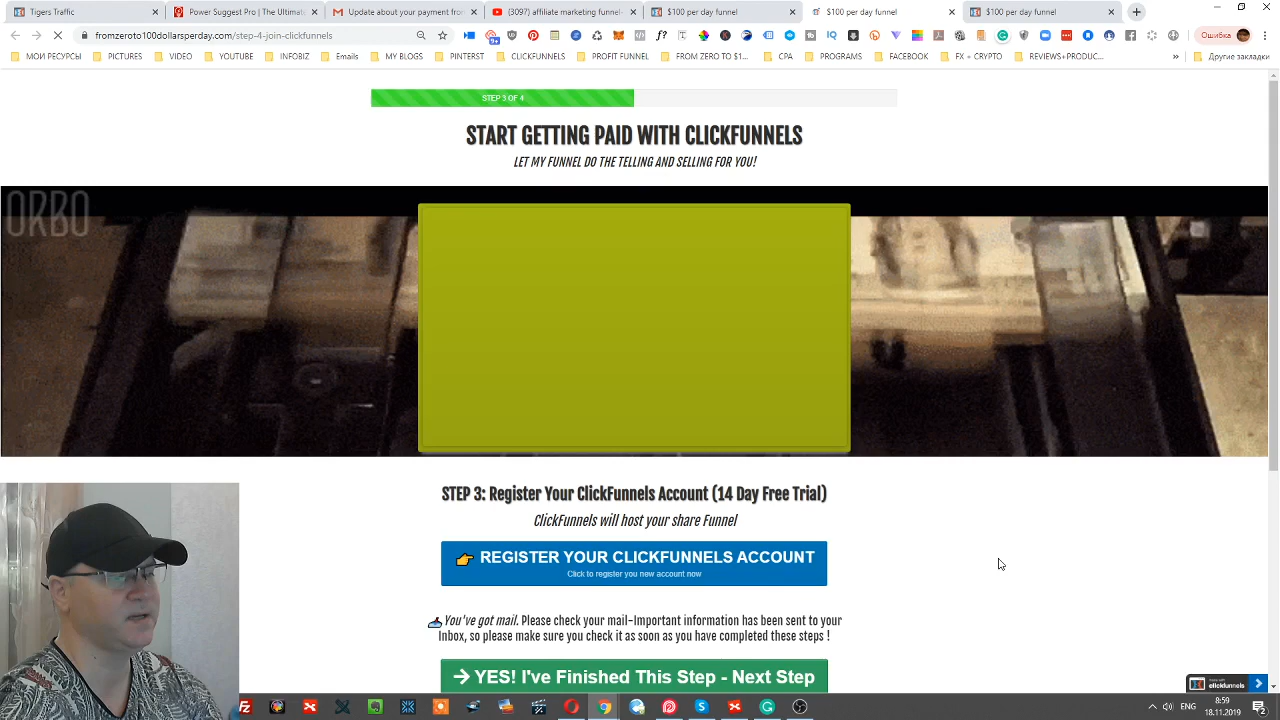 Tigers Traffic
Power Suggest Pro | The Ultima
Update about your payment from
(3097) affiliate marketing funnel-
$100 per day funnel
$100 per day funnel
$100 per day funnel
fromzeroto100dollarsperday.com/step-4-join-clickfunnels
Ошибка
МОИ РЕСУРСЫ
PICTURES
VIDEO
YOUTUBE
INFOBIZ
Emails
MY BLOGS
PINTERST
CLICKFUNNELS
PROFIT FUNNEL
FROM ZERO TO $1...
CPA
PROGRAMS
FACEBOOK
FX + CRYPTO
REVIEWS+PRODUC...
Другие закладки
STEP 3 OF 4
START GETTING PAID WITH CLICKFUNNELS
LET MY FUNNEL DO THE TELLING AND SELLING FOR YOU!
ORBO
STEP 3: Register Your ClickFunnels Account (14 Day Free Trial)
ClickFunnels will host your share Funnel
REGISTER YOUR CLICKFUNNELS ACCOUNT
Click to register you new account now
You've got mail. Please check your mail-Important information has been sent to your
Inbox, so please make sure you check it as soon as you have completed these steps !
YES! I've Finished This Step - Next Step
clickfunnels
ENG
8:59
18.11.2019